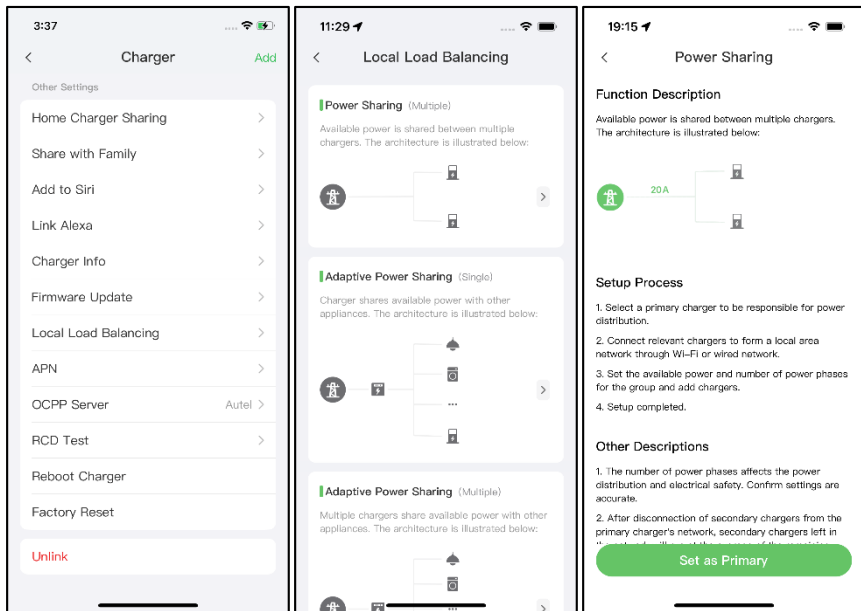 3:37
Charger
Add
Other Settings
Home Charger Sharing
Share with Family
Add to Siri
Link Alexa
Charger Info
Firmware Update
Local Load Balancing
APN
OCPP Server
Autel
RCD Test
Reboot Charger
Factory Reset
Unlink
11:29
Local Load Balancing
Power Sharing (Multiple)
Available power is shared between multiple
chargers. The architecture is illustrated below:
Adaptive Power Sharing (Single)
Charger shares available power with other
appliances. The architecture is illustrated below:
Adaptive Power Sharing (Multiple)
Multiple chargers share available power with other
appliances. The architecture is illustrated below:
19:15
Power Sharing
Function Description
Available power is shared between multiple chargers.
The architecture is illustrated below:
20A
Setup Process
1. Select a primary charger to be responsible for power
distribution.
2. Connect relevant chargers to form a local area
network through Wi-Fi or wired network.
3. Set the available power and number of power phases
for the group and add chargers.
4. Setup completed.
Other Descriptions
1. The number of power phases affects the power
distribution and electrical safety. Confirm settings are
accurate.
2. After disconnection of secondary chargers from the
primary charger's network, secondary chargers left in
Set as Primary